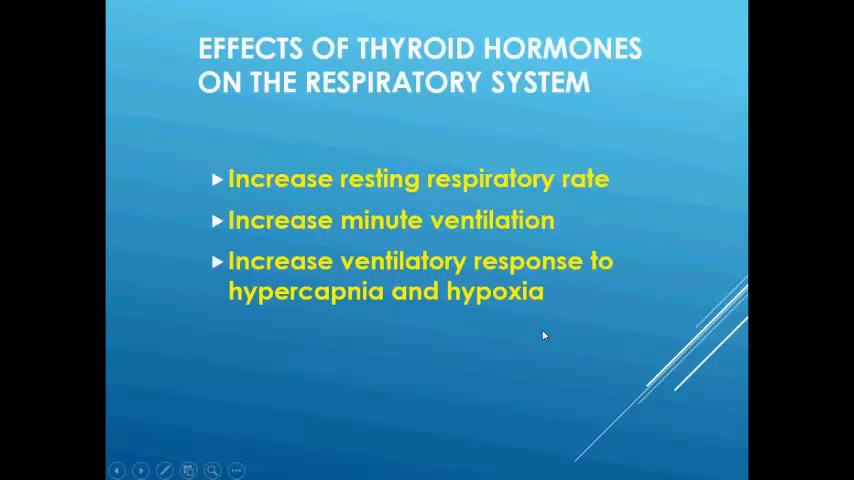 EFFECTS OF THYROID HORMONES
ON THE RESPIRATORY SYSTEM
Increase resting respiratory rate
Increase minute ventilation
Increase ventilatory response to
hypercapnia and hypoxia